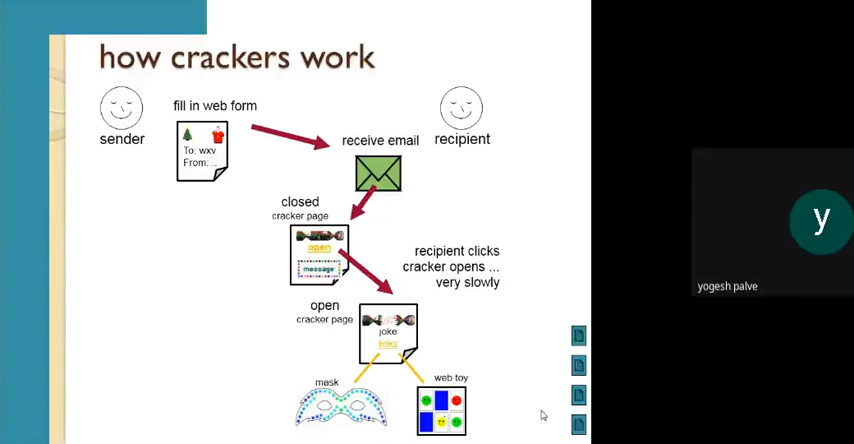 how crackers work
sender
fill in web form
To: wxv
From: ..
receive email
recipient
closed
cracker page
open
message
recipient clicks
cracker opens ...
very slowly
open
cracker page
joke
links
mask
web toy
y
yogesh palve